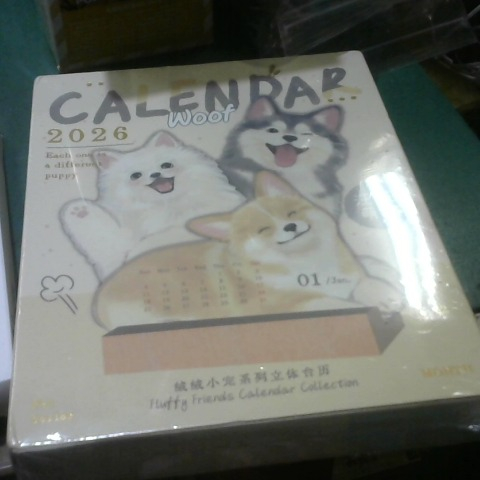 CALENDAR
Woof
2026
Each one is
a different
puppy
01 /Jan.
绒绒小宠系列立体台历
Fluffy Friends Calendar Collection